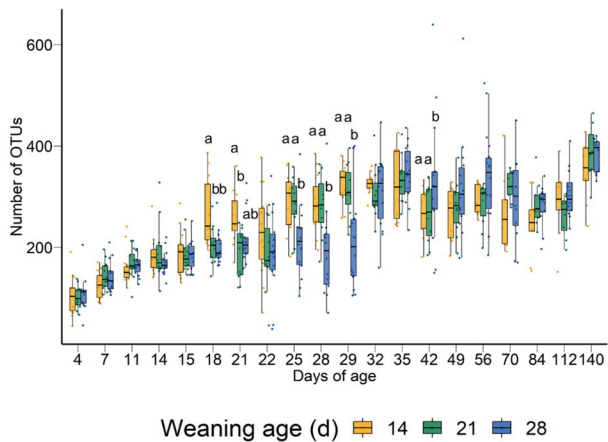 600
400
200
Number of OTUs
a
bb
a
b
ab
aa
b
aa
b
aa
b
aa
b
4 7 11 14 15 18 21 22 25 28 29 32 35 42 49 56 70 84 112 140
Days of age
Weaning age (d) 14 21 28